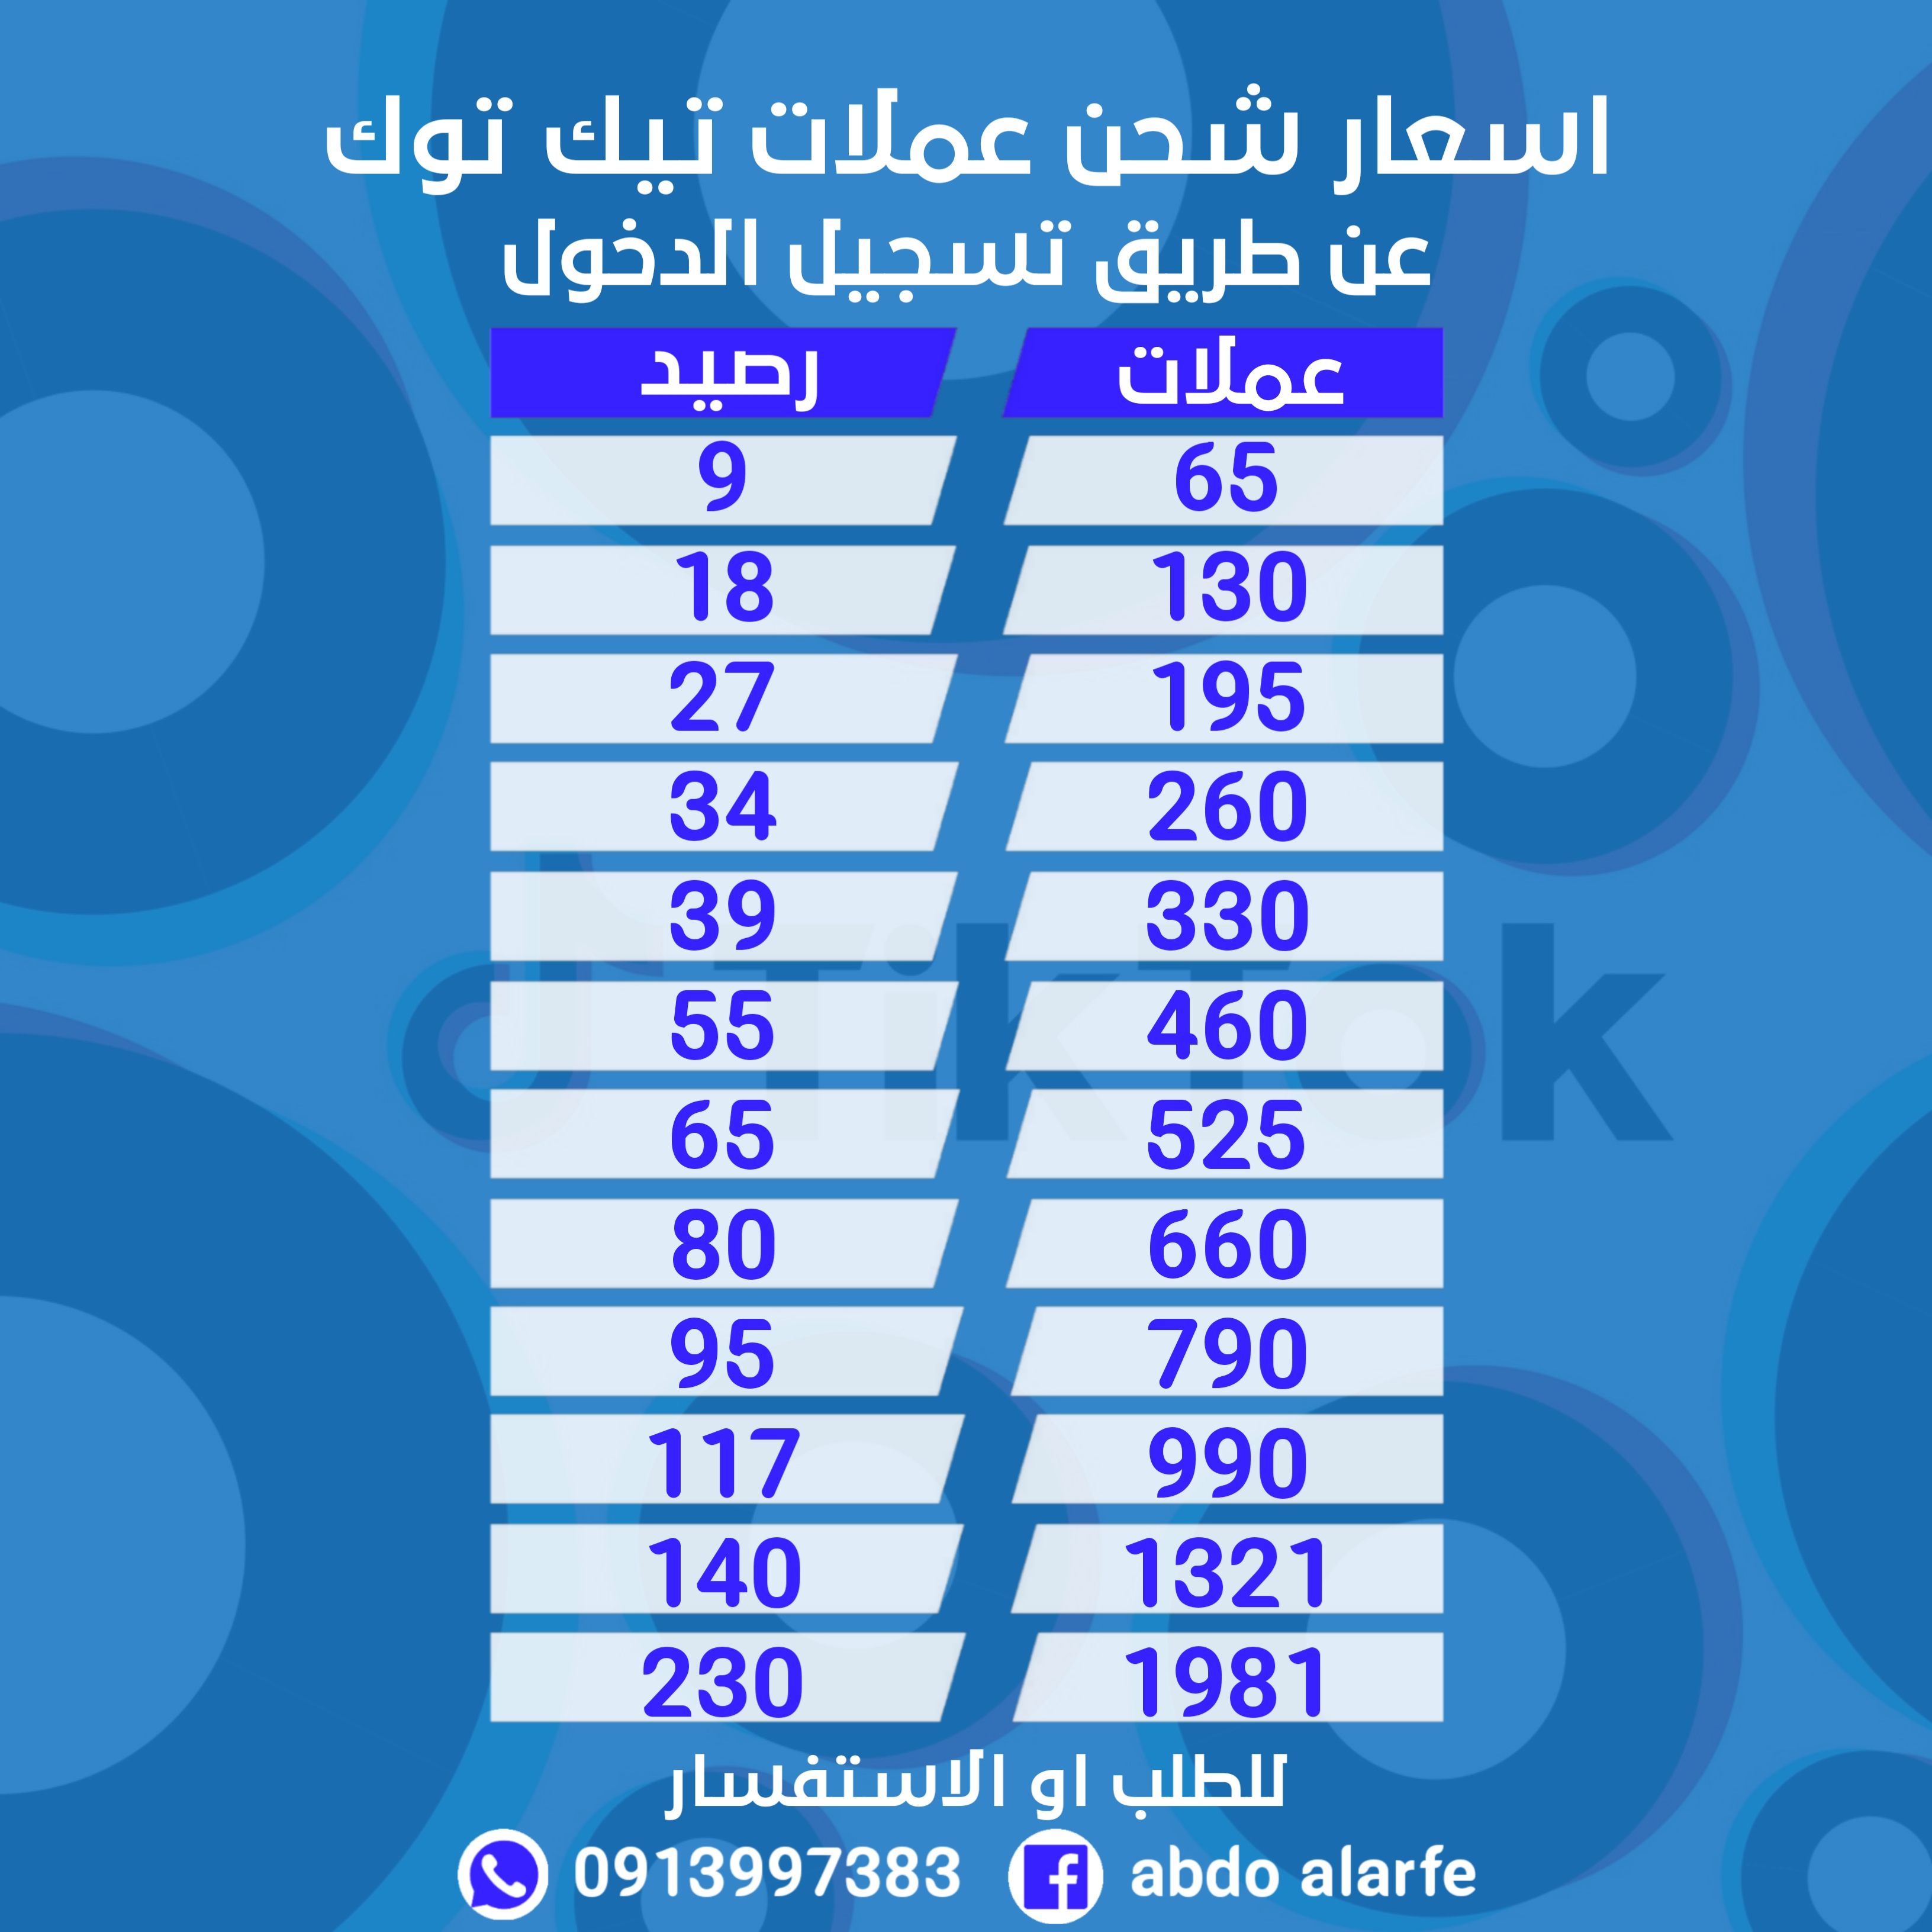 اسعار شحن عملات تيك توك
عن طريق تسجيل الدخول
عملات رصيد
65 9
130 18
195 27
260 34
330 39
460 55
525 65
660 80
790 95
990 117
1321 140
1981 230
TikTok
للطلب او الاستفسار
abdo alarfe 0913997383